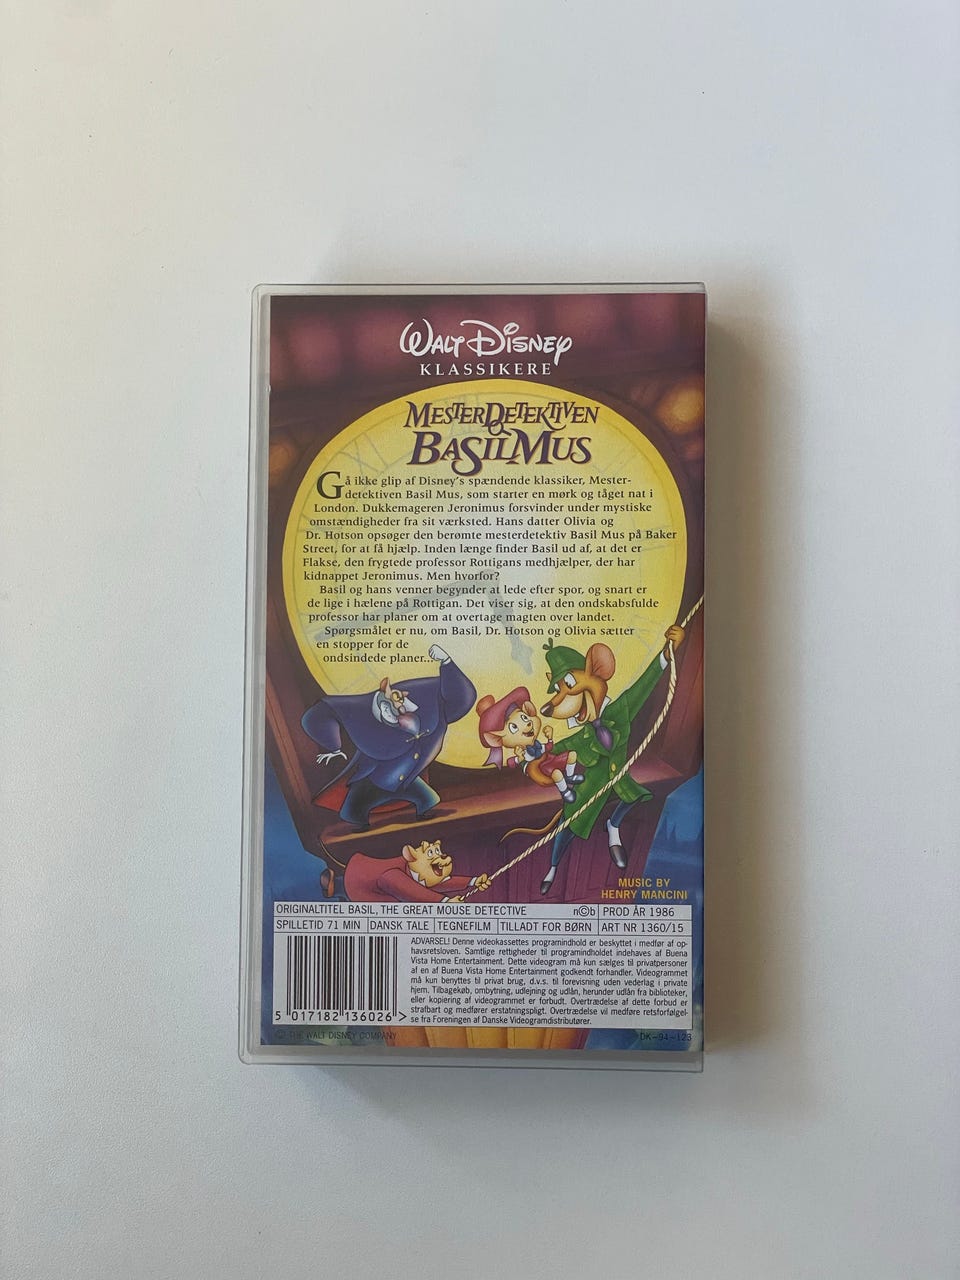 WALT DISNEY
KLASSIKERE
MESTERDETEKTIVEN
BASIL MUS
Gå ikke glip af Disney's spændende klassiker, Mester-
detektiven Basil Mus, som starter en mørk og tåget nat i
London. Dukkemageren Jeronimus forsvinder under mystiske
omstændigheder fra sit værksted. Hans datter Olivia og
Dr. Hotson opsøger den berømte mesterdetektiv Basil Mus på Baker
Street, for at få hjælp. Inden længe finder Basil ud af, at det er
Flakse, den frygtede professor Rottigans medhjælper, der har
kidnappet Jeronimus. Men hvorfor?
Basil og hans venner begynder at lede efter spor, og snart er
de lige i hælene på Rottigan. Det viser sig, at den ondskabsfulde
professor har planer om at overtage magten over landet.
Spørgsmålet er nu, om Basil, Dr. Hotson og Olivia sætter
en stopper for de
ondsindede planer...
MUSIC BY
HENRY MANCINI
ORIGINALTITEL BASIL, THE GREAT MOUSE DETECTIVE n©b PROD ÅR 1986
SPILLETID 71 MIN DANSK TALE TEGNEFILM TILLADT FOR BØRN ART NR 1360/15
ADVARSEL! Denne videokassettes programindhold er beskyttet i medfør af op-
havsretsloven. Samtlige rettigheder til programindholdet indehaves af Buena
Vista Home Entertainment. Dette videogram må kun sælges til privatpersoner
af en af Buena Vista Home Entertainment godkendt forhandler. Videogrammet
må kun benyttes til privat brug, d.v.s. til forevisning uden vederlag i private
hjem. Tilbagekøb, ombytning, udlejning og udlån, herunder udlån fra biblioteker,
eller kopiering af videogrammet er forbudt. Overtrædelse af dette forbud er
strafbart og medfører erstatningspligt. Overtrædelse vil medføre retsforfølgel-
se fra Foreningen af Danske Videogramdistributører.
5 017182 136026 >
© THE WALT DISNEY COMPANY
DK-94-123